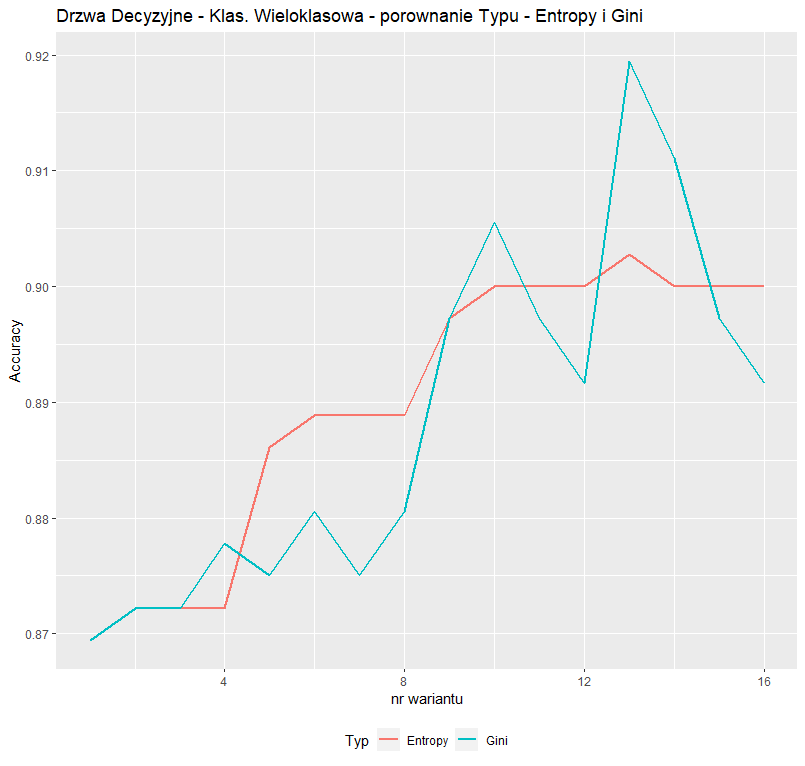 Drzwa Decyzyjne - Klas. Wieloklasowa - porownanie Typu - Entropy i Gini
0.92
0.91
0.90
0.89
0.88
0.87
Accuracy
4 8 12 16
nr wariantu
Typ Entropy Gini